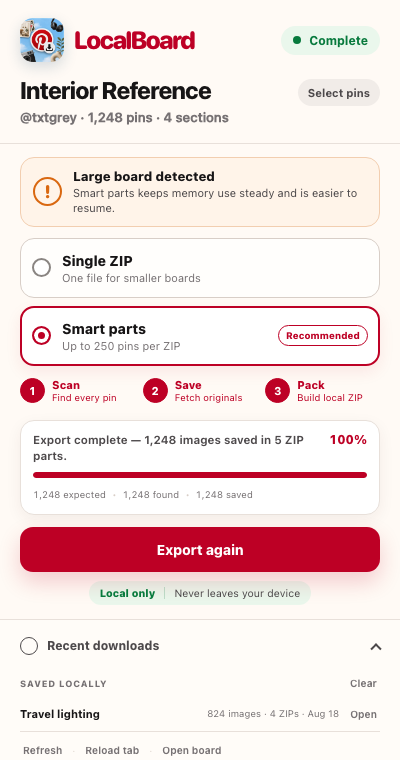 LocalBoard
Complete
Interior Reference
Select pins
@txtgrey · 1,248 pins · 4 sections
Large board detected
Smart parts keeps memory use steady and is easier to
resume.
Single ZIP
One file for smaller boards
Smart parts
Up to 250 pins per ZIP
Recommended
1 Scan
Find every pin
2 Save
Fetch originals
3 Pack
Build local ZIP
Export complete — 1,248 images saved in 5 ZIP
parts.
100%
1,248 expected · 1,248 found · 1,248 saved
Export again
Local only | Never leaves your device
Recent downloads
SAVED LOCALLY
Clear
Travel lighting
824 images · 4 ZIPs · Aug 18
Open
Refresh · Reload tab · Open board